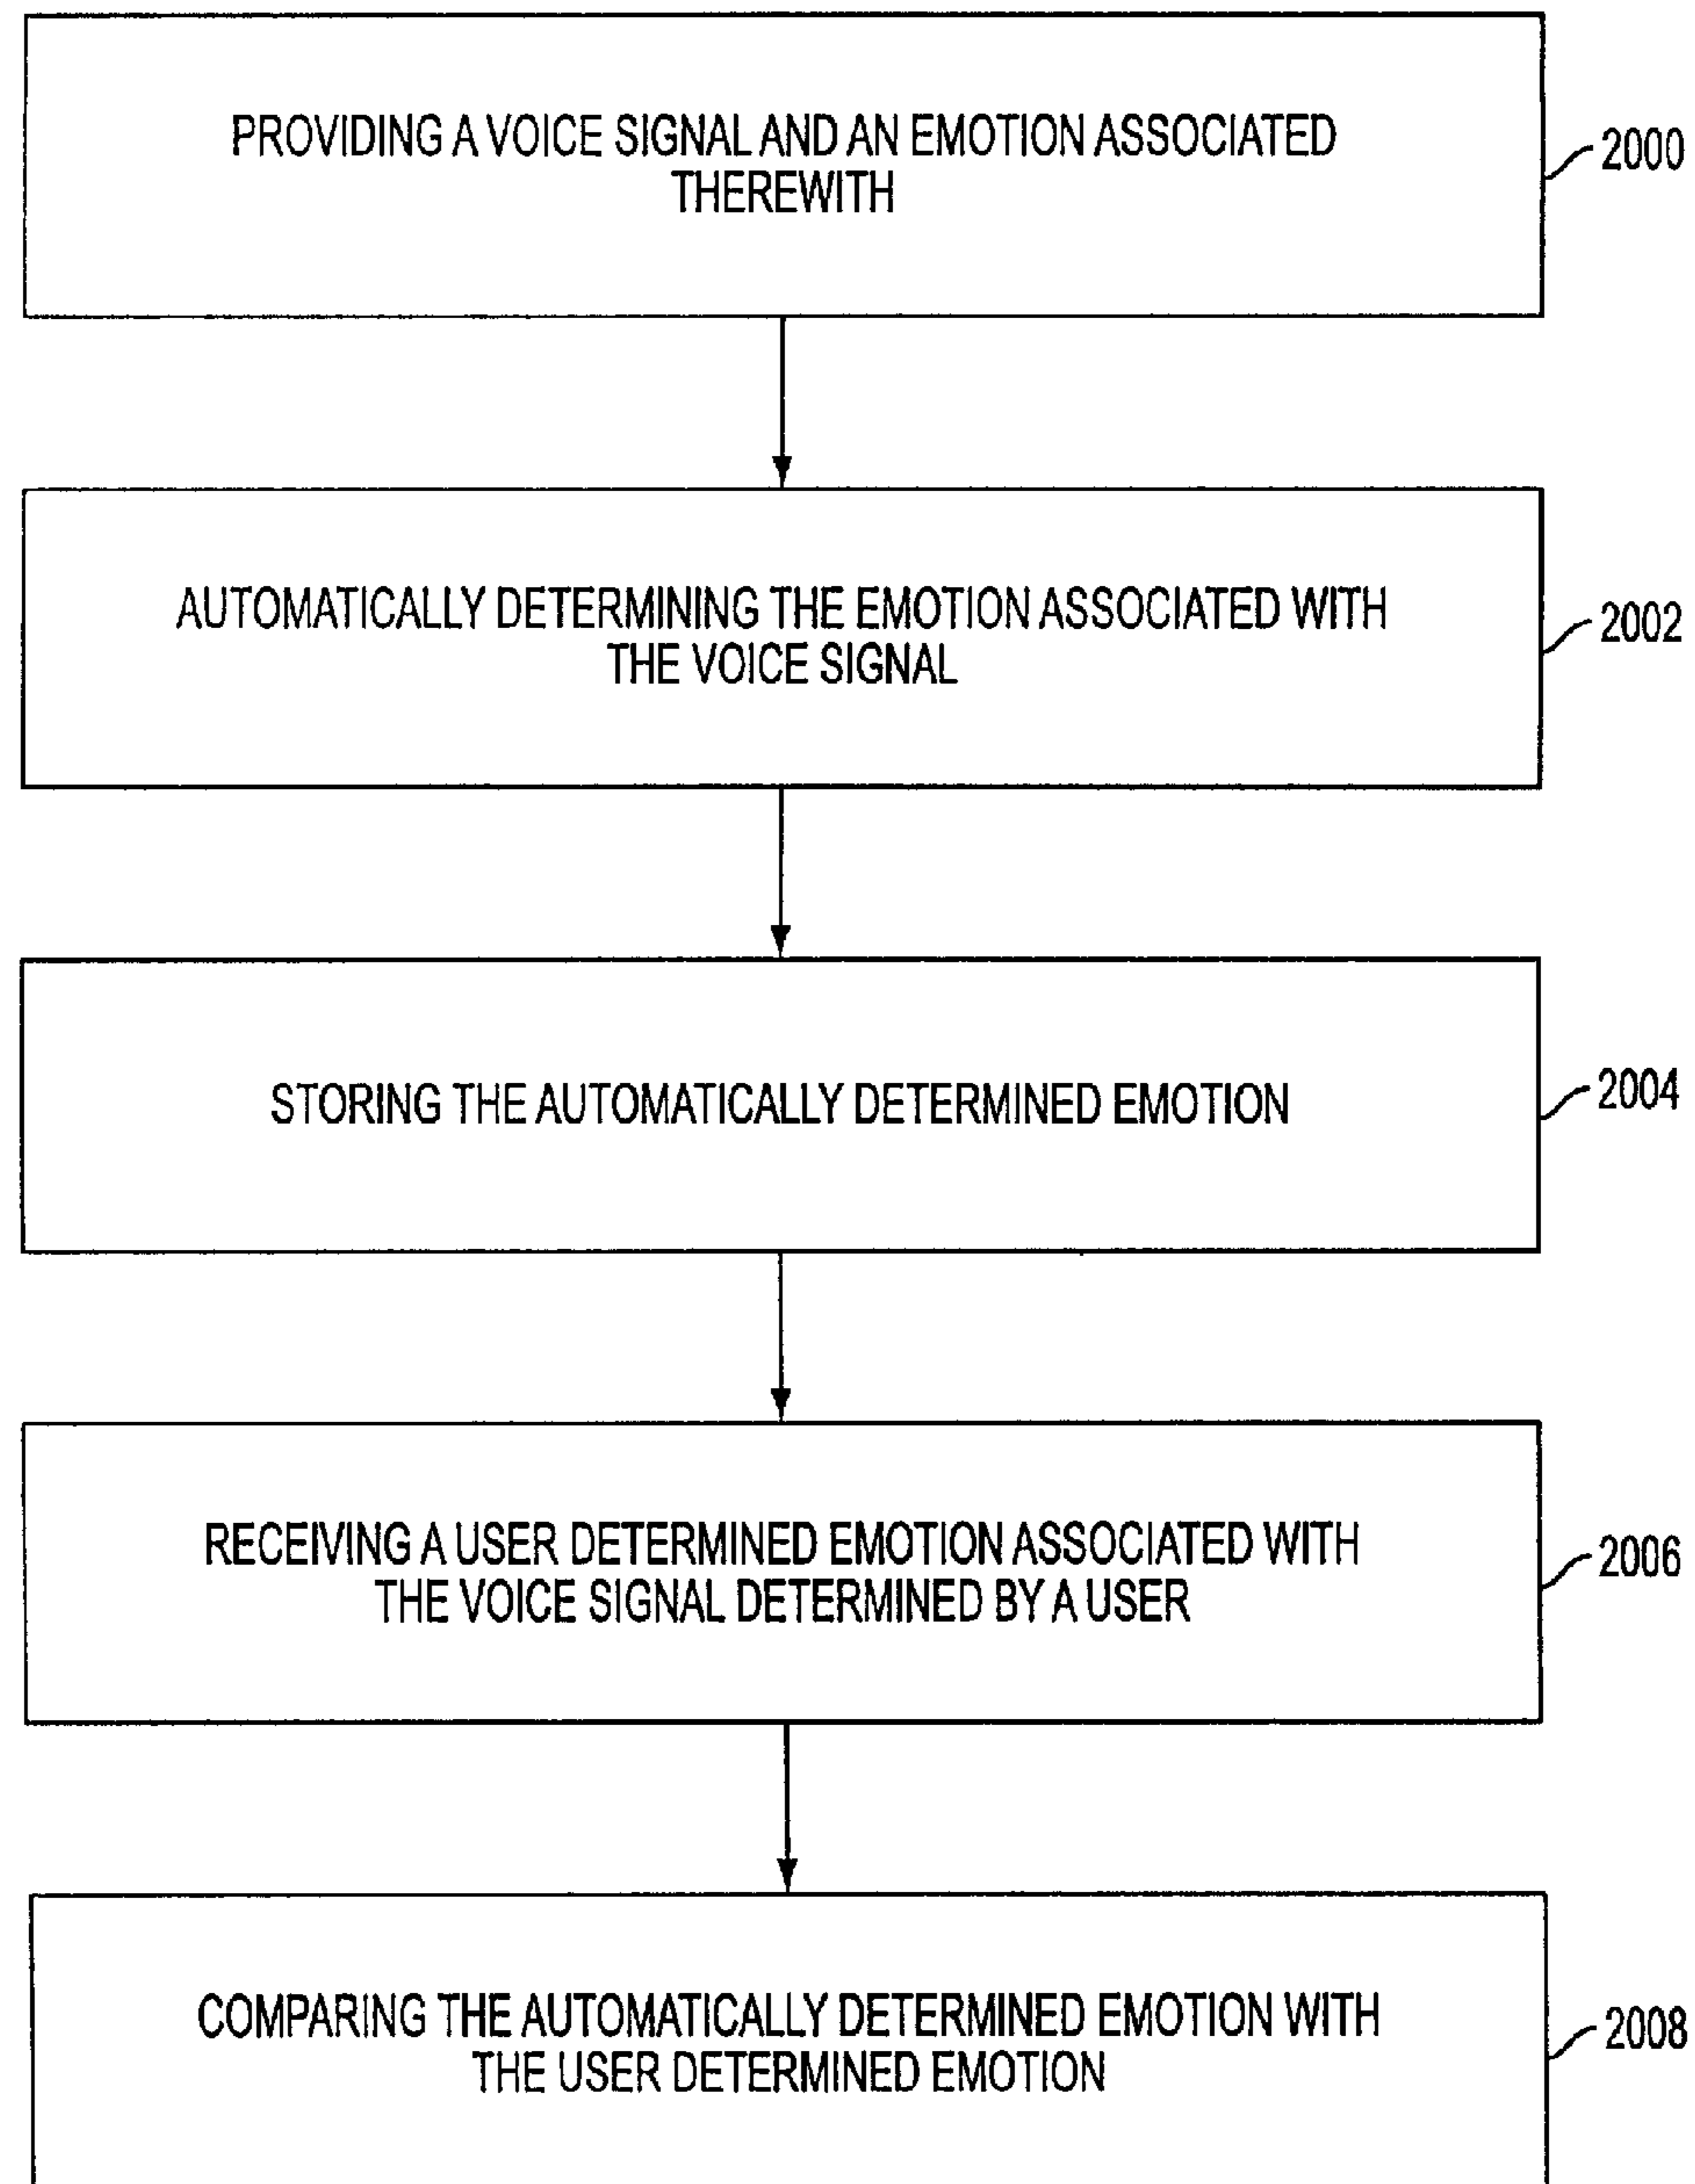 PROVIDING A VOICE SIGNAL AND AN EMOTION ASSOCIATED
THEREWITH
2000
AUTOMATICALLY DETERMINING THE EMOTION ASSOCIATED WITH
THE VOICE SIGNAL
2002
STORING THE AUTOMATICALLY DETERMINED EMOTION
2004
RECEIVING A USER DETERMINED EMOTION ASSOCIATED WITH
THE VOICE SIGNAL DETERMINED BY A USER
2006
COMPARING THE AUTOMATICALLY DETERMINED EMOTION WITH
THE USER DETERMINED EMOTION
2008